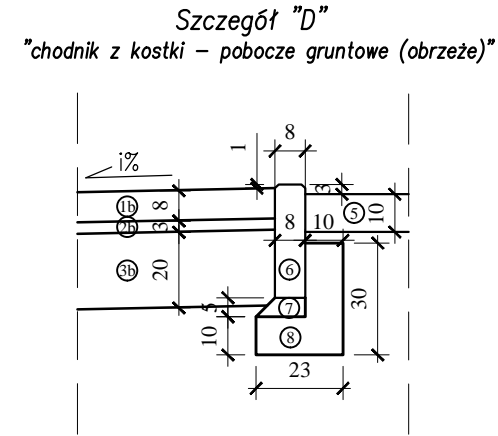 Szczegół "D"
"chodnik z kostki – pobocze gruntowe (obrzeże)"
8
1
i%
3
1b
8
5
10
2b
3
8
10
3b
20
6
5
7
30
10
8
23